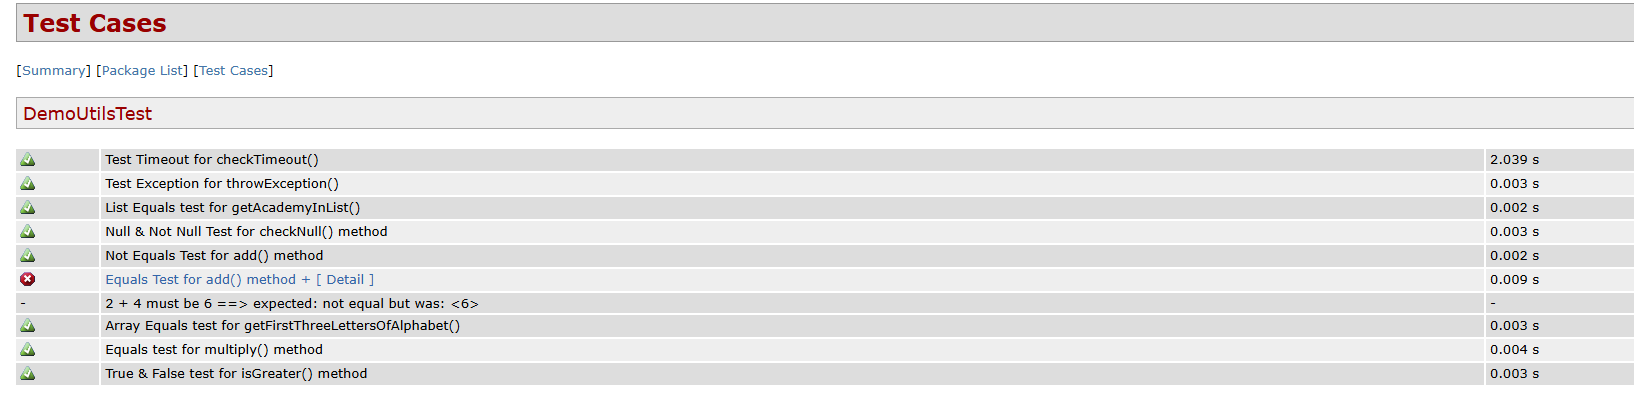 Test Cases
[Summary] [Package List] [Test Cases]
DemoUtilsTest
Test Timeout for checkTimeout() 2.039 s
Test Exception for throwException() 0.003 s
List Equals test for getAcademyInList() 0.002 s
Null & Not Null Test for checkNull() method 0.003 s
Not Equals Test for add() method 0.002 s
Equals Test for add() method + [ Detail ] 0.009 s
- 2 + 4 must be 6 ==> expected: not equal but was: <6> -
Array Equals test for getFirstThreeLettersOfAlphabet() 0.003 s
Equals test for multiply() method 0.004 s
True & False test for isGreater() method 0.003 s